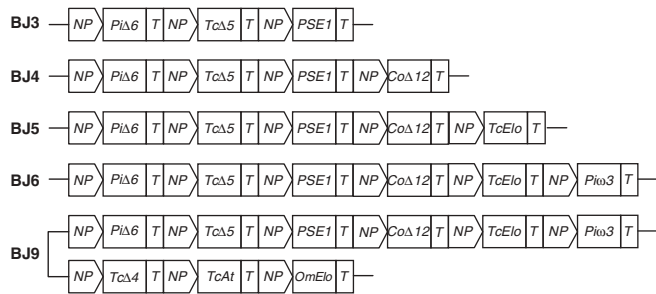 BJ3 NP PiΔ6 T NP TcΔ5 T NP PSE1 T
BJ4 NP PiΔ6 T NP TcΔ5 T NP PSE1 T NP CoΔ12 T
BJ5 NP PiΔ6 T NP TcΔ5 T NP PSE1 T NP CoΔ12 T NP TcElo T
BJ6 NP PiΔ6 T NP TcΔ5 T NP PSE1 T NP CoΔ12 T NP TcElo T NP Piω3 T
NP PiΔ6 T NP TcΔ5 T NP PSE1 T NP CoΔ12 T NP TcElo T NP Piω3 T
BJ9
NP TcΔ4 T NP TcAt T NP OmElo T